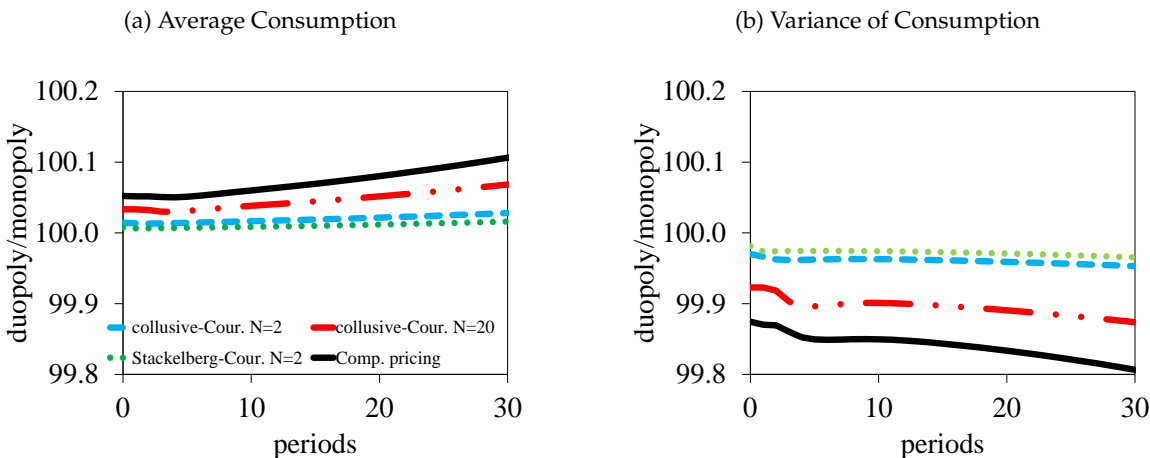 (a) Average Consumption
(b) Variance of Consumption
duopoly/monopoly
100.2
100.1
100.0
99.9
99.8
collusive-Cour. N=2
collusive-Cour. N=20
Stackelberg-Cour. N=2
Comp. pricing
0
10
20
30
periods
duopoly/monopoly
100.2
100.1
100.0
99.9
99.8
0
10
20
30
periods